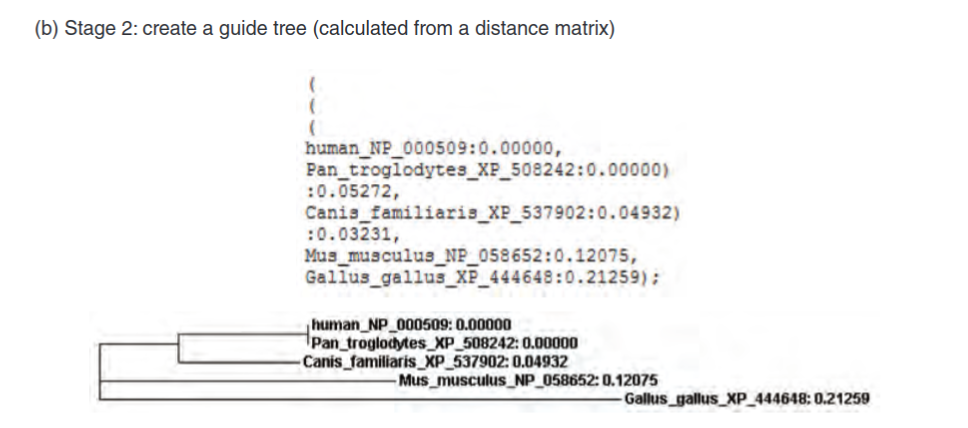 (b) Stage 2: create a guide tree (calculated from a distance matrix)
(
(
(
human_NP_000509:0.00000,
Pan_troglodytes_XP_508242:0.00000)
:0.05272,
Canis_familiaris_XP_537902:0.04932)
:0.03231,
Mus_musculus_NP_058652:0.12075,
Gallus_gallus_XP_444648:0.21259);
human_NP_000509: 0.00000
Pan_troglodytes_XP_508242: 0.00000
Canis_familiaris_XP_537902: 0.04932
Mus_musculus_NP_058652: 0.12075
Gallus_gallus_XP_444648: 0.21259